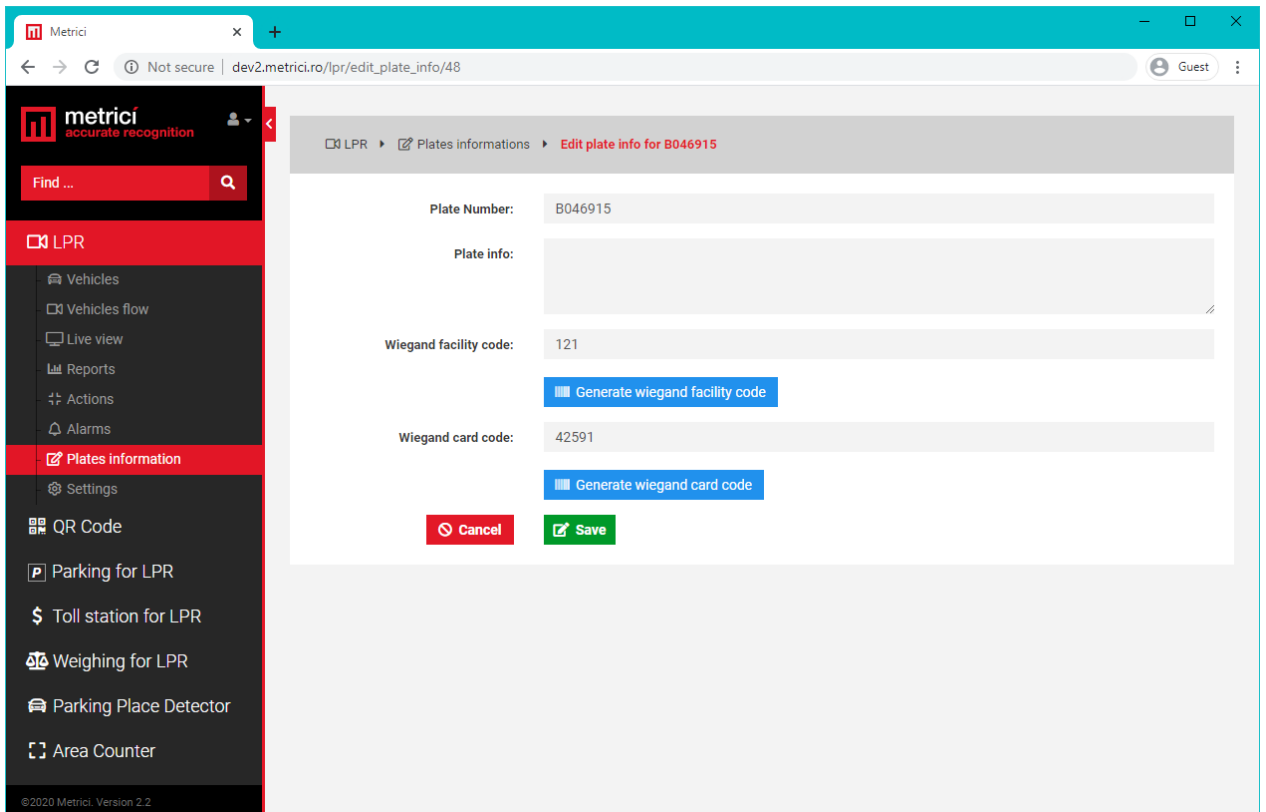 Metrici
Not secure | dev2.metrici.ro/lpr/edit_plate_info/48
Guest
metrici
accurate recognition
Find ...
LPR
Vehicles
Vehicles flow
Live view
Reports
Actions
Alarms
Plates information
Settings
QR Code
Parking for LPR
Toll station for LPR
Weighing for LPR
Parking Place Detector
Area Counter
©2020 Metrici. Version 2.2
LPR Plates informations Edit plate info for B046915
Plate Number: B046915
Plate info:
Wiegand facility code: 121
Generate wiegand facility code
Wiegand card code: 42591
Generate wiegand card code
Cancel Save